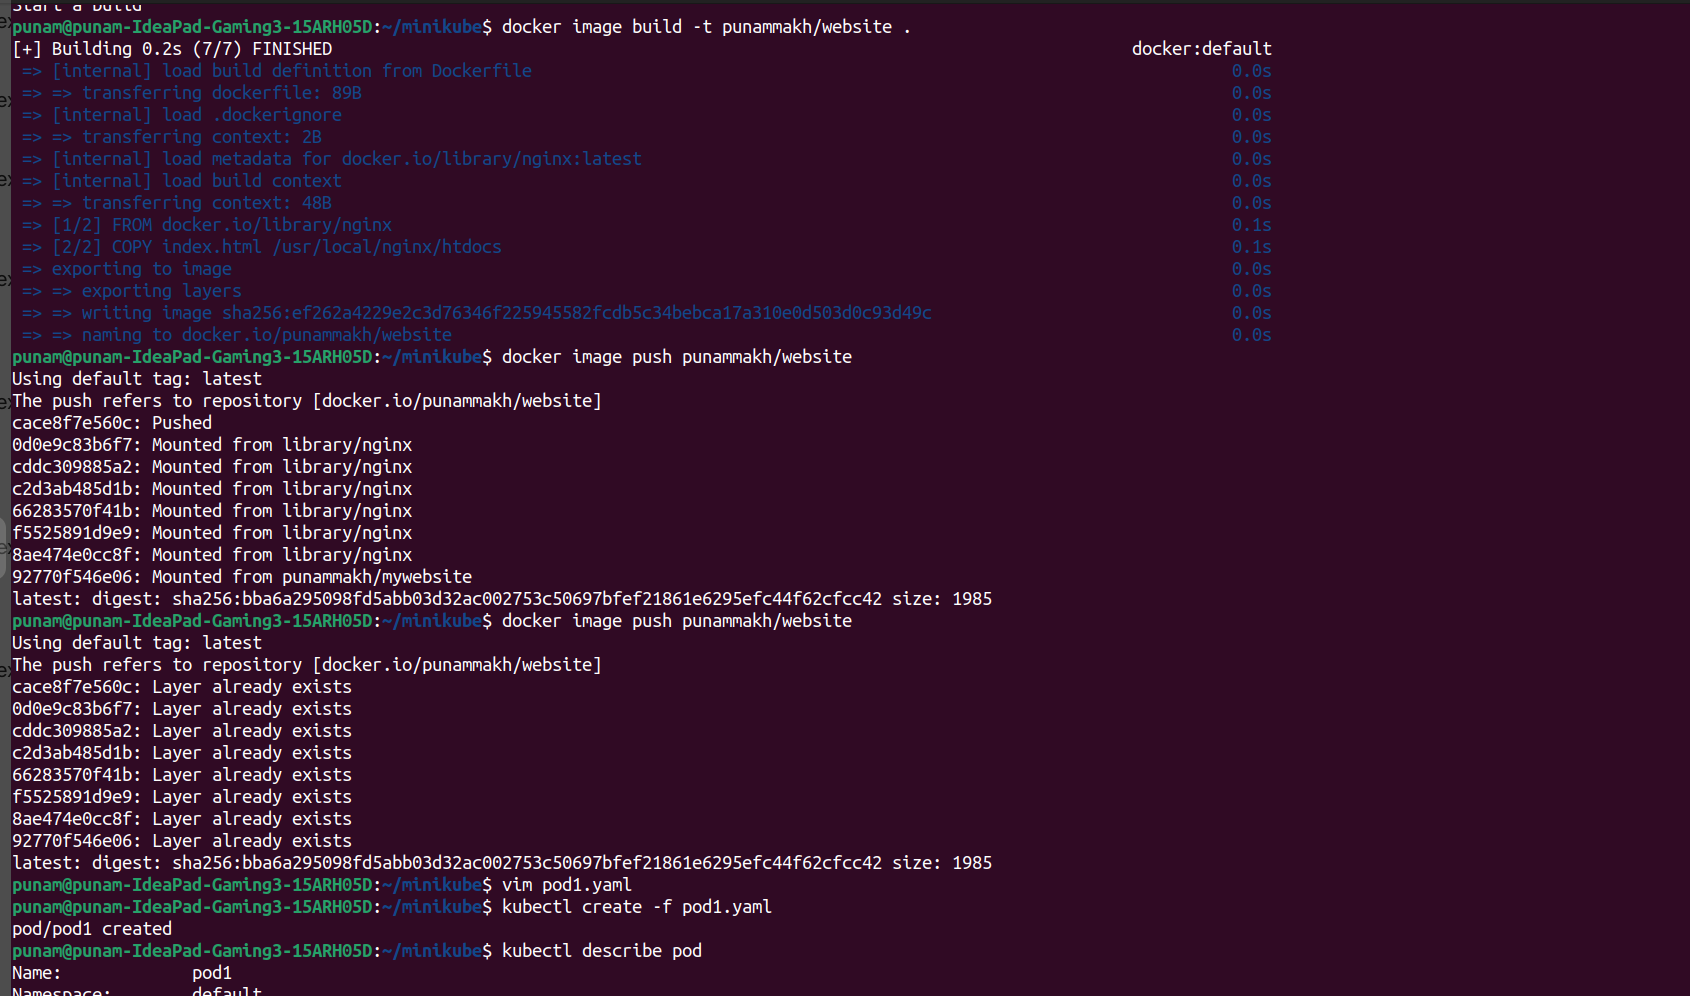 Start a build
punam@punam-IdeaPad-Gaming3-15ARH05D:~/minikube$ docker image build -t punammakh/website .
[+] Building 0.2s (7/7) FINISHED docker:default
=> [internal] load build definition from Dockerfile 0.0s
=> => transferring dockerfile: 89B 0.0s
=> [internal] load .dockerignore 0.0s
=> => transferring context: 2B 0.0s
=> [internal] load metadata for docker.io/library/nginx:latest 0.0s
=> [internal] load build context 0.0s
=> => transferring context: 48B 0.0s
=> [1/2] FROM docker.io/library/nginx 0.1s
=> [2/2] COPY index.html /usr/local/nginx/htdocs 0.1s
=> exporting to image 0.0s
=> => exporting layers 0.0s
=> => writing image sha256:ef262a4229e2c3d76346f225945582fcdb5c34bebca17a310e0d503d0c93d49c 0.0s
=> => naming to docker.io/punammakh/website 0.0s
punam@punam-IdeaPad-Gaming3-15ARH05D:~/minikube$ docker image push punammakh/website
Using default tag: latest
The push refers to repository [docker.io/punammakh/website]
cace8f7e560c: Pushed
0d0e9c83b6f7: Mounted from library/nginx
cddc309885a2: Mounted from library/nginx
c2d3ab485d1b: Mounted from library/nginx
66283570f41b: Mounted from library/nginx
f5525891d9e9: Mounted from library/nginx
8ae474e0cc8f: Mounted from library/nginx
92770f546e06: Mounted from punammakh/mywebsite
latest: digest: sha256:bba6a295098fd5abb03d32ac002753c50697bfef21861e6295efc44f62cfcc42 size: 1985
punam@punam-IdeaPad-Gaming3-15ARH05D:~/minikube$ docker image push punammakh/website
Using default tag: latest
The push refers to repository [docker.io/punammakh/website]
cace8f7e560c: Layer already exists
0d0e9c83b6f7: Layer already exists
cddc309885a2: Layer already exists
c2d3ab485d1b: Layer already exists
66283570f41b: Layer already exists
f5525891d9e9: Layer already exists
8ae474e0cc8f: Layer already exists
92770f546e06: Layer already exists
latest: digest: sha256:bba6a295098fd5abb03d32ac002753c50697bfef21861e6295efc44f62cfcc42 size: 1985
punam@punam-IdeaPad-Gaming3-15ARH05D:~/minikube$ vim pod1.yaml
punam@punam-IdeaPad-Gaming3-15ARH05D:~/minikube$ kubectl create -f pod1.yaml
pod/pod1 created
punam@punam-IdeaPad-Gaming3-15ARH05D:~/minikube$ kubectl describe pod
Name: pod1
Namespace: default